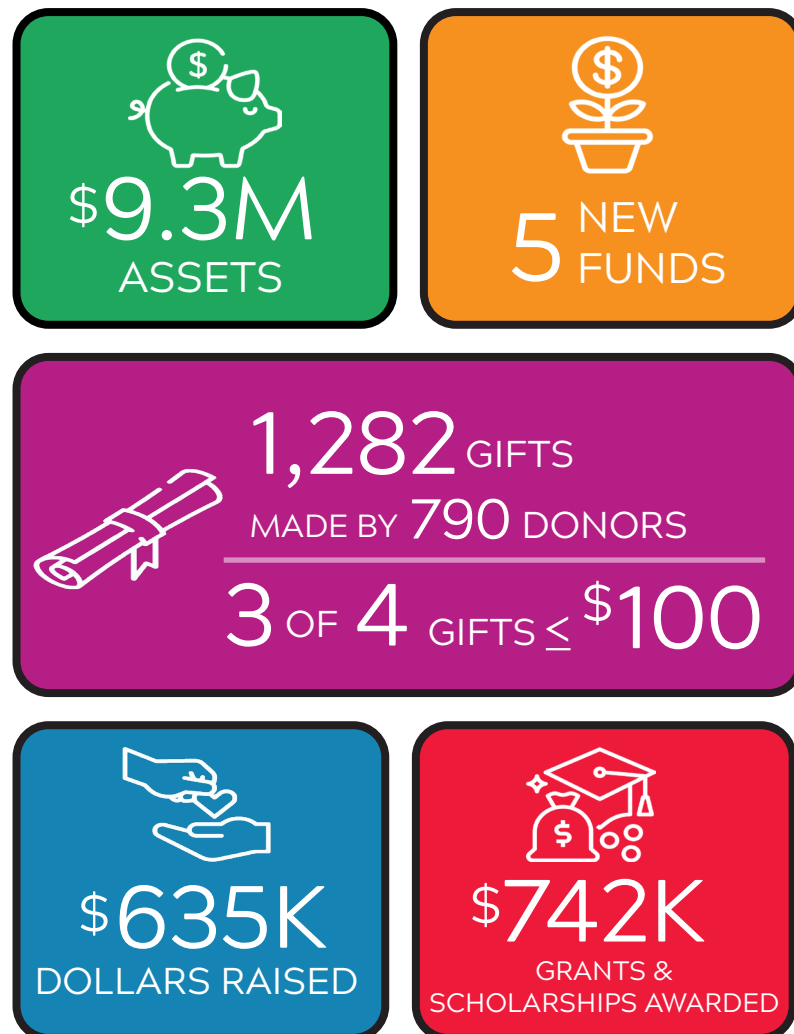 $
$9.3M
ASSETS
$
5 NEW
FUNDS
1,282 GIFTS
MADE BY 790 DONORS
3 OF 4 GIFTS ≤ $100
$635K
DOLLARS RAISED
$
$742K
GRANTS &
SCHOLARSHIPS AWARDED